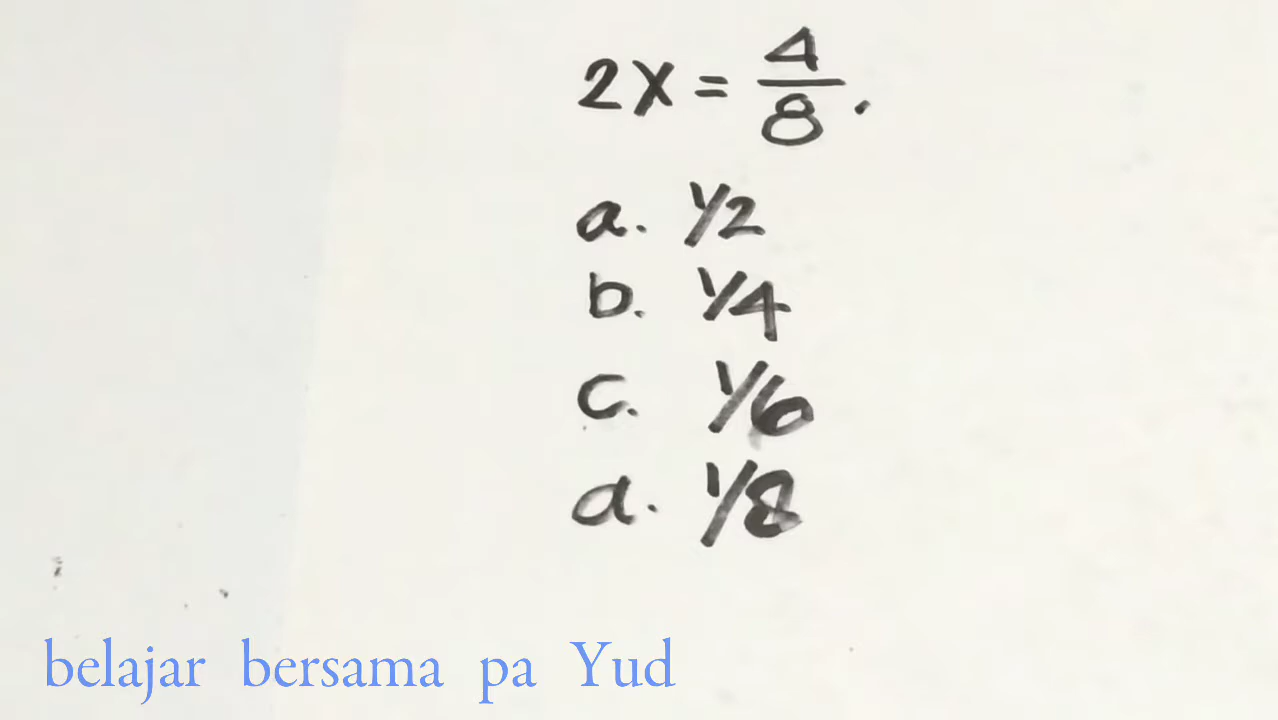 2x = 4/8.
a. 1/2
b. 1/4
c. 1/6
d. 1/8
belajar bersama pa Yud